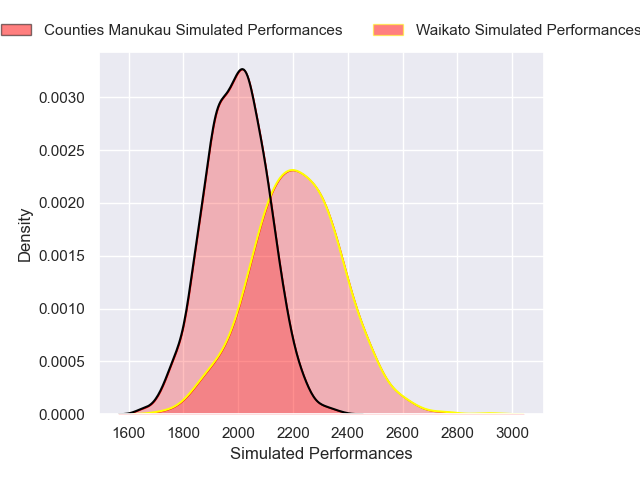 Counties Manukau Simulated Performances
Waikato Simulated Performances
0.0030
0.0025
0.0020
0.0015
0.0010
0.0005
0.0000
Density
1600 1800 2000 2200 2400 2600 2800 3000
Simulated Performances